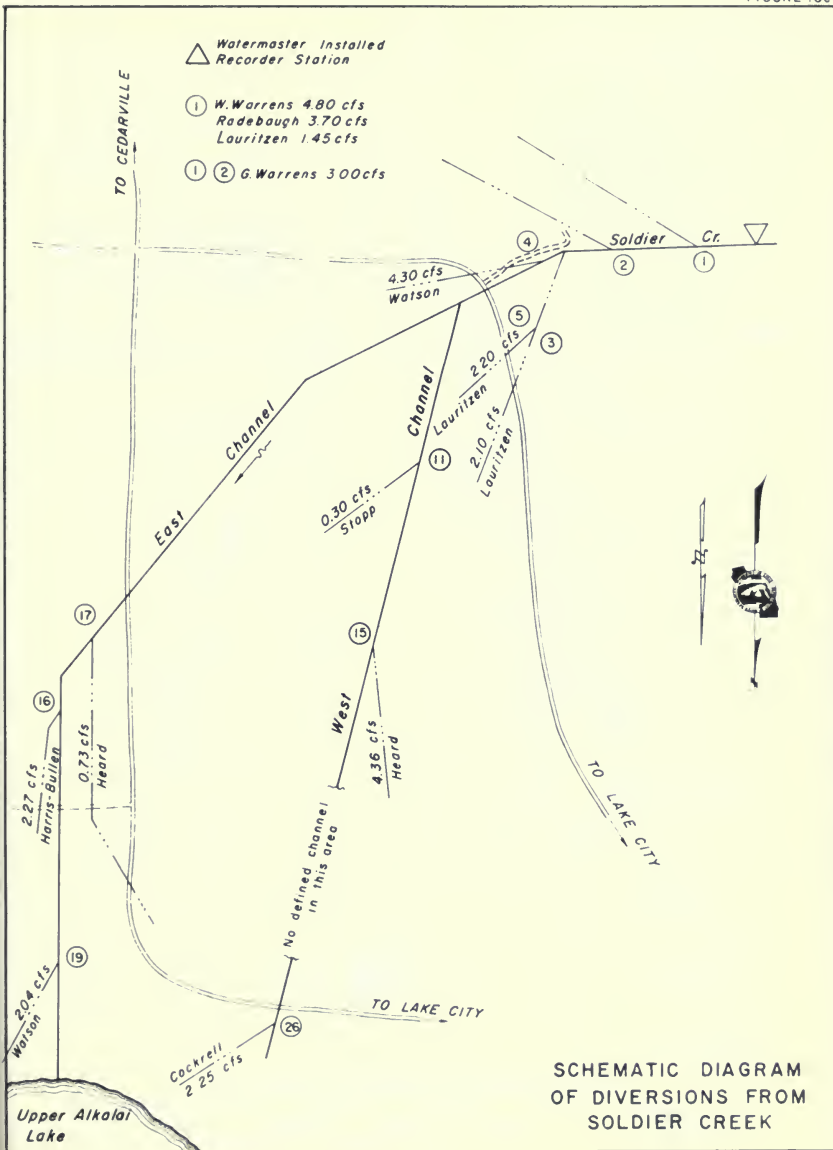 Watermaster Installed
Recorder Station
1 W. Warrens 4.80 cfs
Radebaugh 3.70 cfs
Lauritzen 1.45 cfs
1 2 G. Warrens 3.00 cfs
TO CEDARVILLE
4
Soldier Cr.
2
1
4.30 cfs
Watson
5
3
2.20 cfs
Lauritzen
2.10 cfs
Lauritzen
Channel
11
0.30 cfs
Stopp
East Channel
17
15
16
West
4.36 cfs
Heard
0.73 cfs
Heard
2.27 cfs
Harris-Bullen
TO LAKE CITY
No defined channel
in this area
19
2.04 cfs
Watson
TO LAKE CITY
26
Cockrell
2.25 cfs
Upper Alkalai
Lake
SCHEMATIC DIAGRAM
OF DIVERSIONS FROM
SOLDIER CREEK